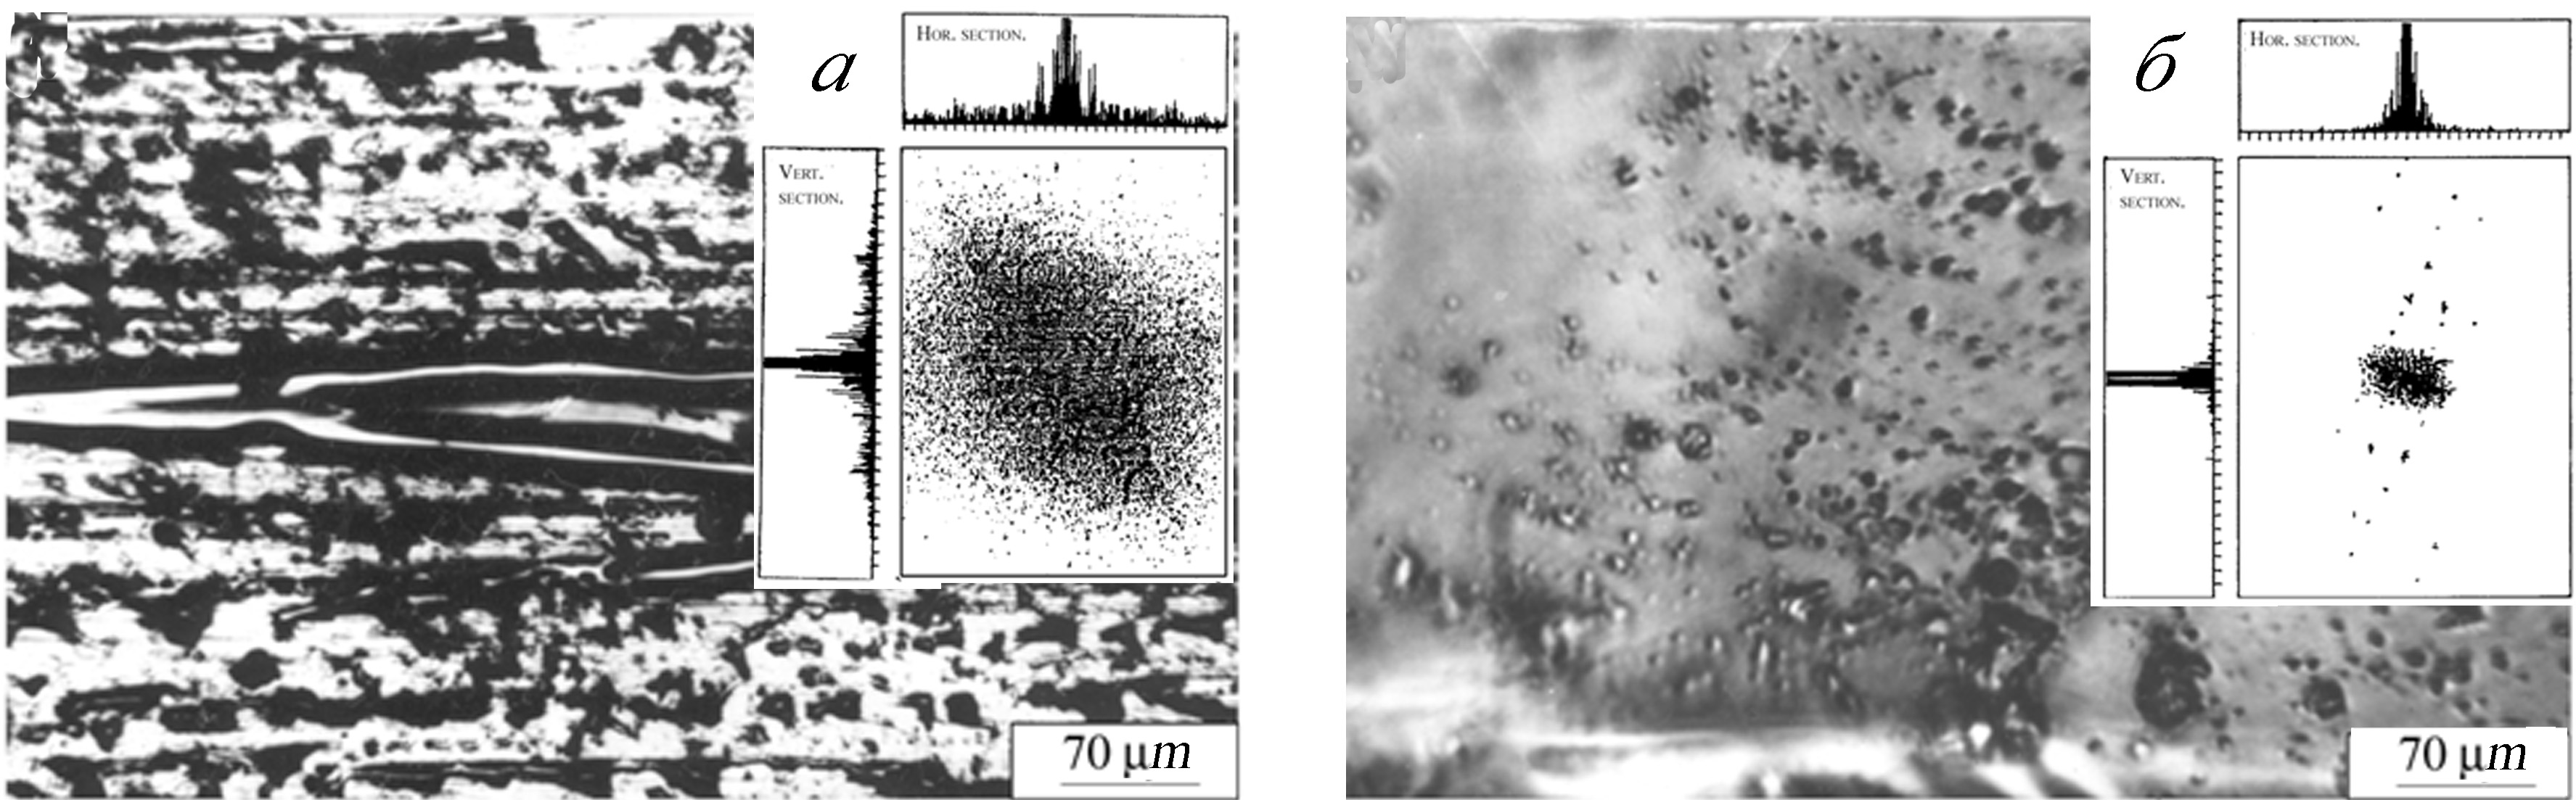 а
HOR. SECTION.
VERT.
SECTION.
70 μm
б
HOR. SECTION.
VERT.
SECTION.
70 μm